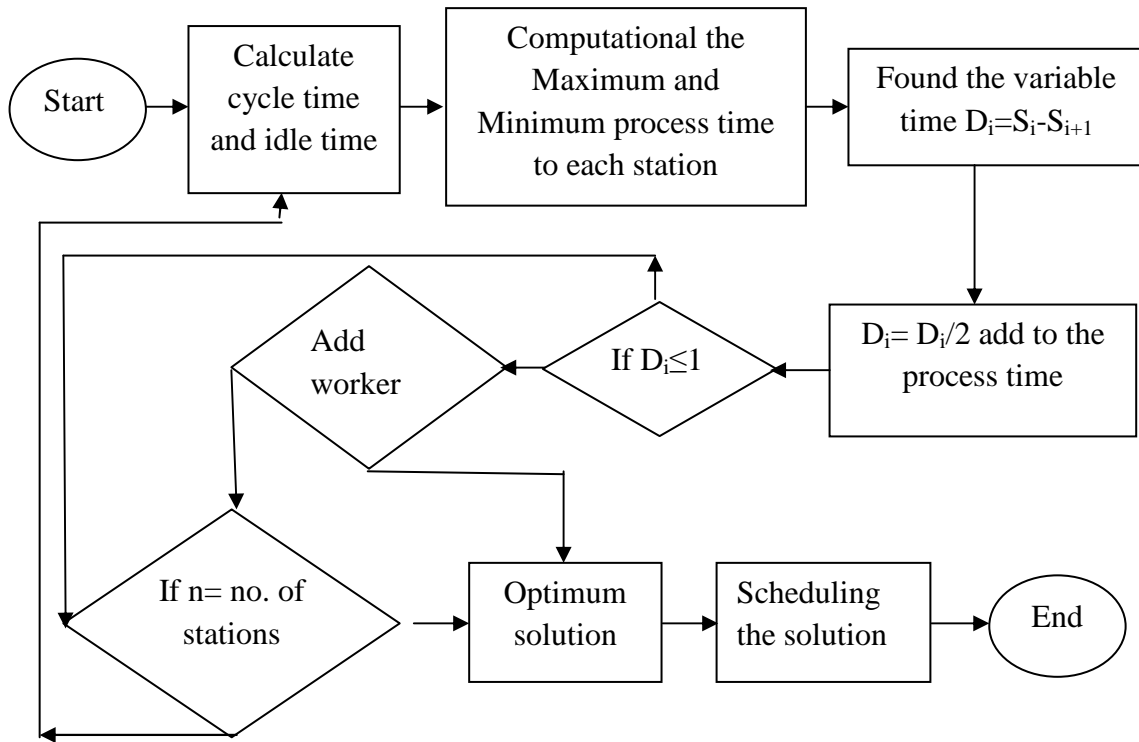 Start
Calculate
cycle time
and idle time
Computational the
Maximum and
Minimum process time
to each station
Found the variable
time Dᵢ=Sᵢ-Sᵢ₊₁
Dᵢ= Dᵢ/2 add to the
process time
If Dᵢ≤1
Add
worker
If n= no. of
stations
Optimum
solution
Scheduling
the solution
End